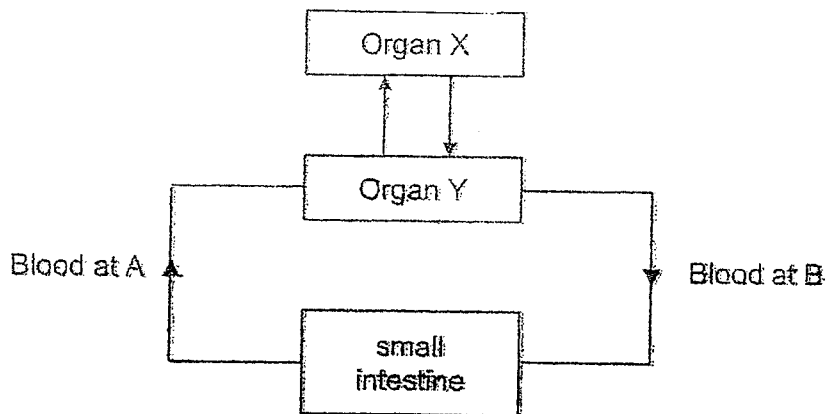 Organ X
Organ Y
Blood at A
Blood at B
small
intestine